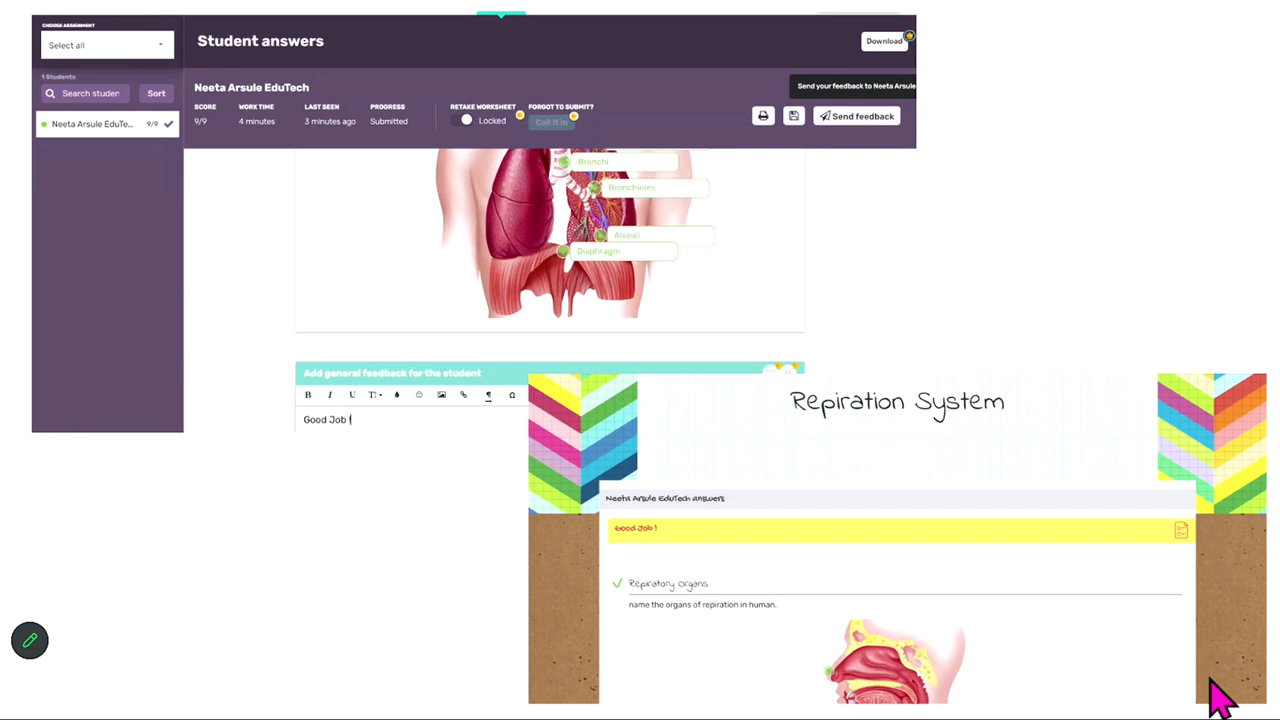 CHOOSE ASSIGNMENT
Select all
Student answers
Download
1 Students
Search studen
Sort
Neeta Arsule EduTe...
9/9
Neeta Arsule EduTech
Send your feedback to Neeta Arsule
SCORE
WORK TIME
LAST SEEN
PROGRESS
RETAKE WORKSHEET
FORGOT TO SUBMIT?
9/9
4 minutes
3 minutes ago
Submitted
Locked
Call it in
Send feedback
Bronchi
Bronchioles
Alveoli
Diaphragm
Add general feedback for the student
B I U T
Good Job !
Repiration System
Neeta Arsule EduTech answers
Good Job !
Repiratory Organs
name the organs of repiration in human.